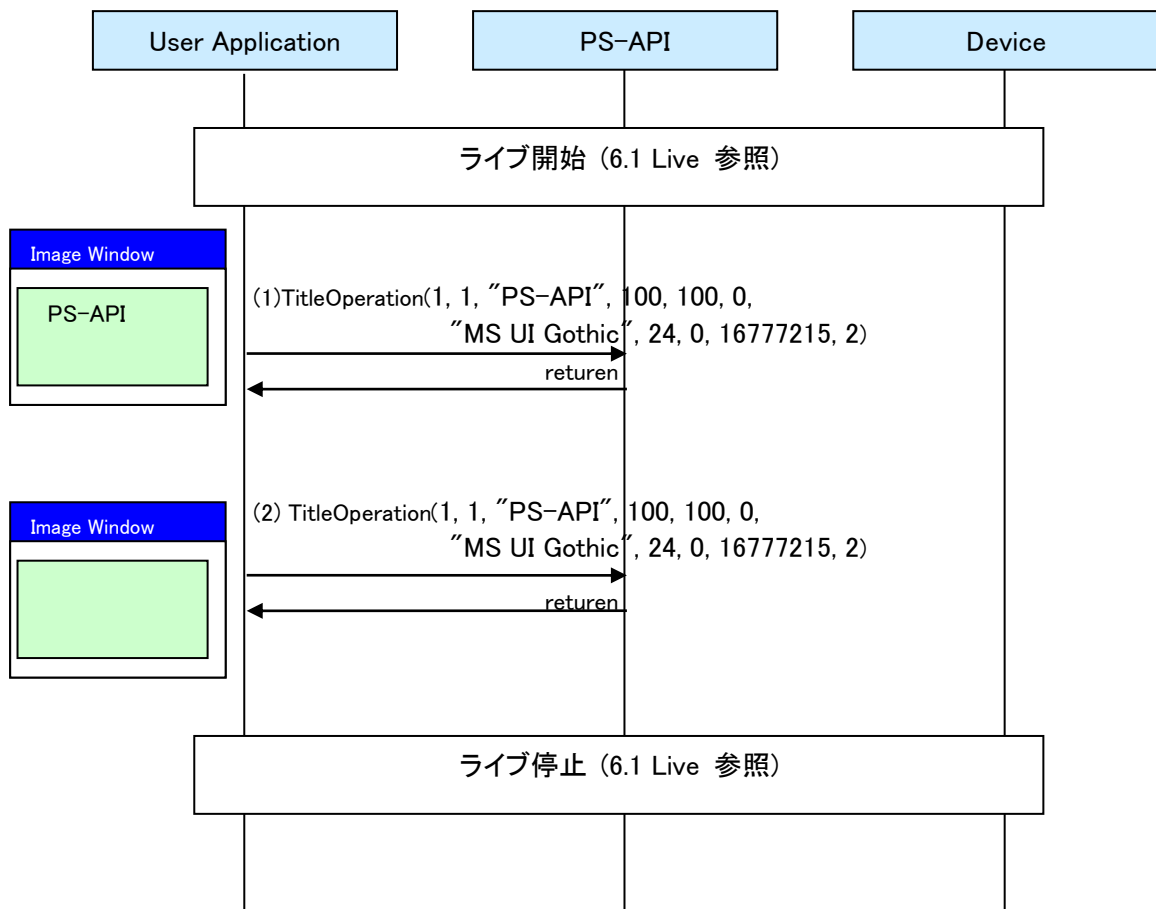 User Application
PS-API
Device
ライブ開始 (6.1 Live 参照)
Image Window
PS-API
(1)TitleOperation(1, 1, "PS-API", 100, 100, 0,
"MS UI Gothic", 24, 0, 16777215, 2)
returen
Image Window
(2) TitleOperation(1, 1, "PS-API", 100, 100, 0,
"MS UI Gothic", 24, 0, 16777215, 2)
returen
ライブ停止 (6.1 Live 参照)